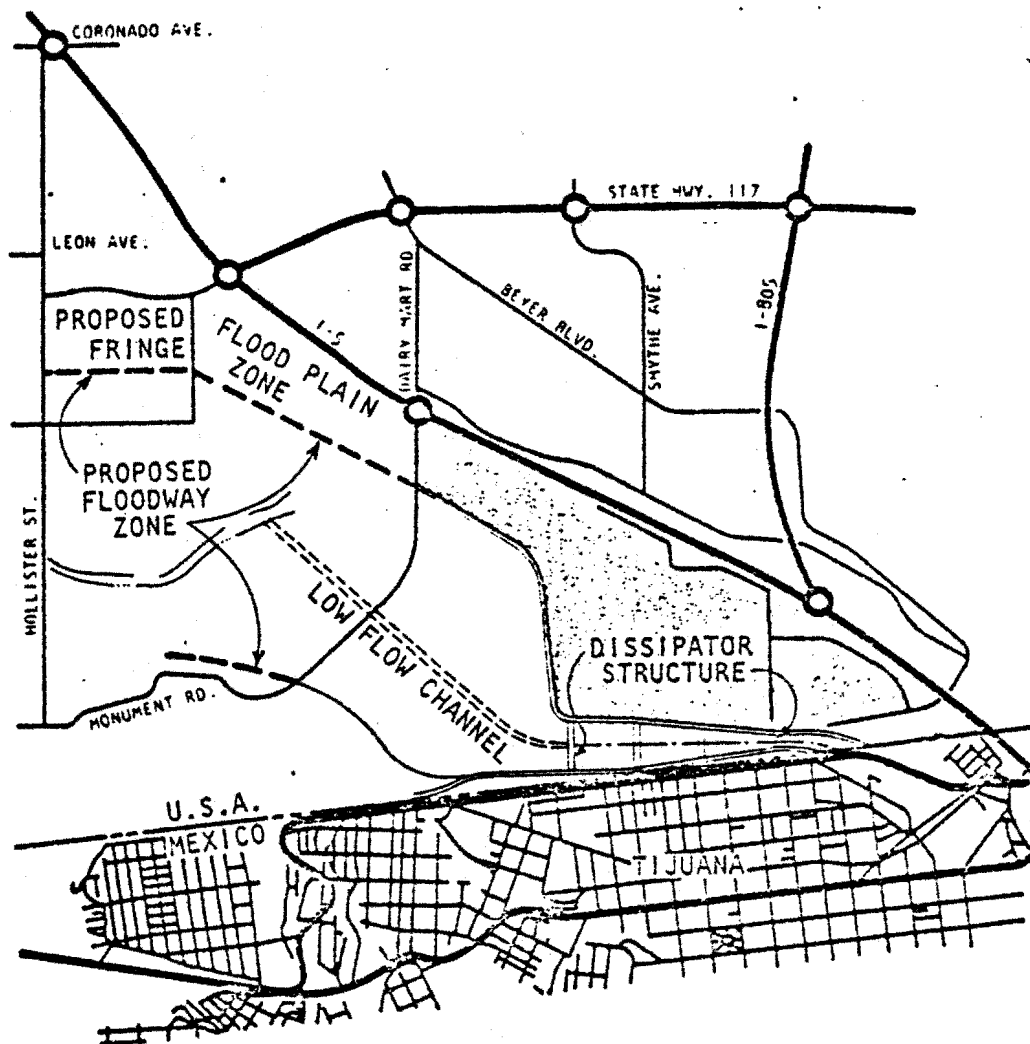 CORONADO AVE.
STATE HWY. 117
LEON AVE.
DAIRY MART RD
BEYER BLVD.
SMYTHE AVE.
I-805
I-5
PROPOSED
FRINGE
FLOOD PLAIN
ZONE
PROPOSED
FLOODWAY
ZONE
HOLLISTER ST.
LOW FLOW CHANNEL
DISSIPATOR
STRUCTURE
MONUMENT RD.
U.S.A.
MEXICO
TIJUANA